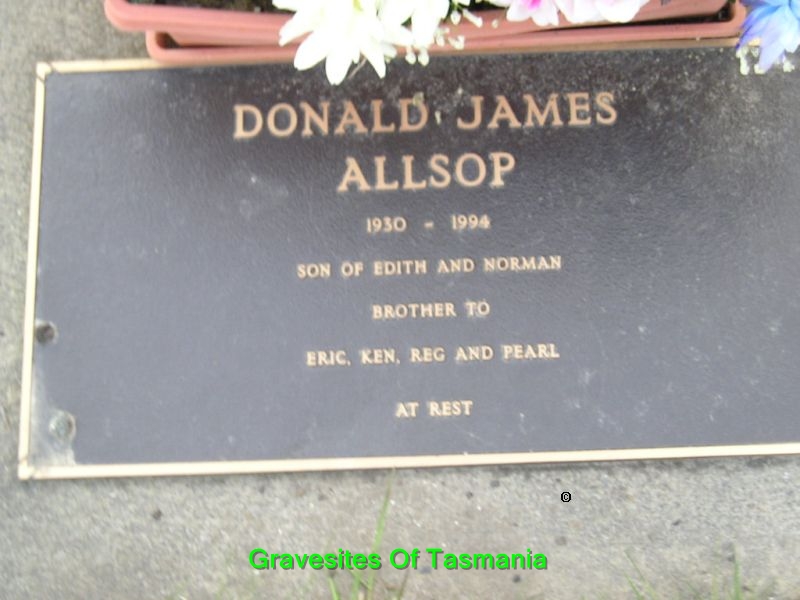 DONALD JAMES
ALLSOP
1930 - 1994
SON OF EDITH AND NORMAN
BROTHER TO
ERIC, KEN, REG AND PEARL
AT REST
©
Gravesites Of Tasmania